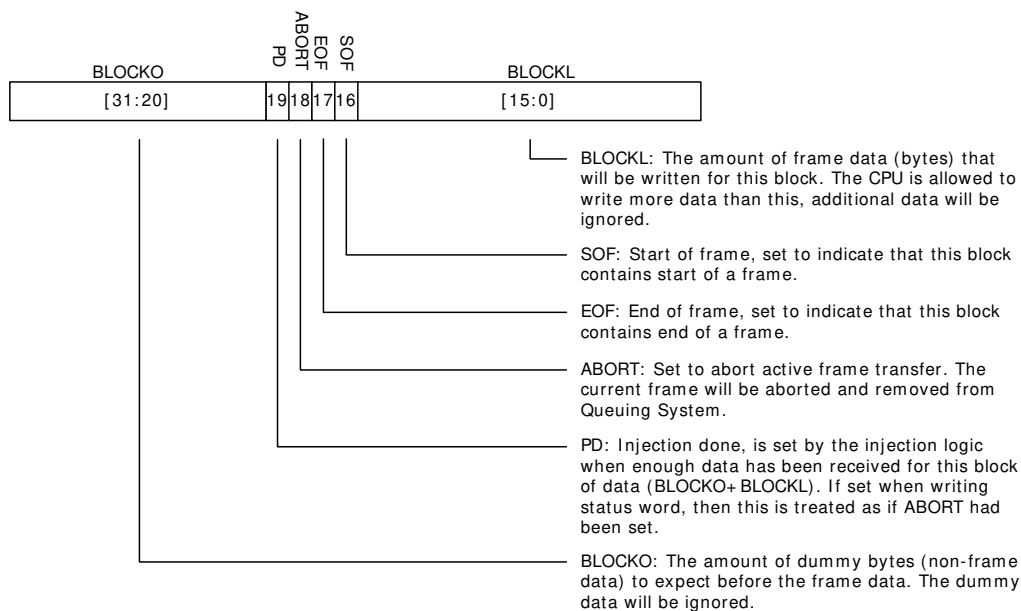 BLOCKO PD ABORT EOF SOF BLOCKL
[31:20] 19 18 17 16 [15:0]
BLOCKL: The amount of frame data (bytes) that
will be written for this block. The CPU is allowed to
write more data than this, additional data will be
ignored.
SOF: Start of frame, set to indicate that this block
contains start of a frame.
EOF: End of frame, set to indicate that this block
contains end of a frame.
ABORT: Set to abort active frame transfer. The
current frame will be aborted and removed from
Queuing System.
PD: Injection done, is set by the injection logic
when enough data has been received for this block
of data (BLOCKO+BLOCKL). If set when writing
status word, then this is treated as if ABORT had
been set.
BLOCKO: The amount of dummy bytes (non-frame
data) to expect before the frame data. The dummy
data will be ignored.